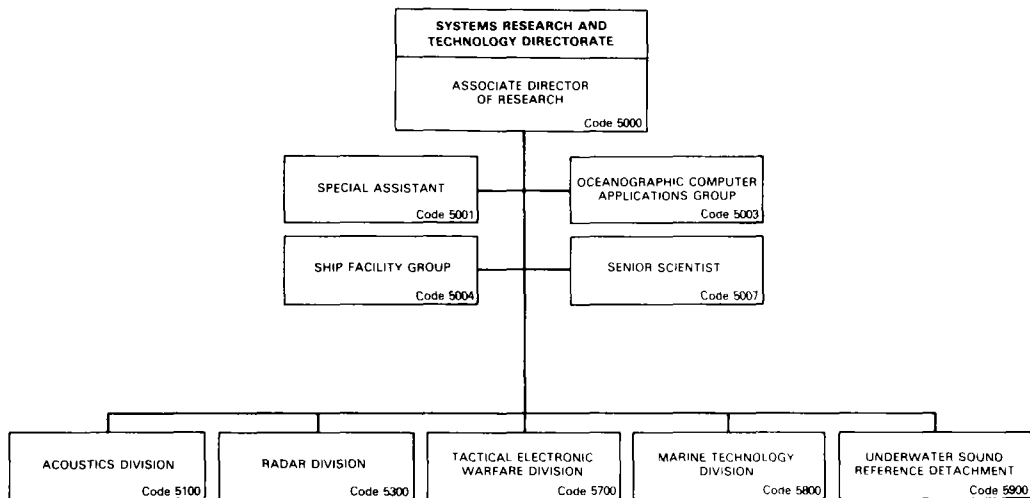 SYSTEMS RESEARCH AND
TECHNOLOGY DIRECTORATE
ASSOCIATE DIRECTOR
OF RESEARCH
Code 5000
SPECIAL ASSISTANT
Code 5001
OCEANOGRAPHIC COMPUTER
APPLICATIONS GROUP
Code 5003
SHIP FACILITY GROUP
Code 5004
SENIOR SCIENTIST
Code 5007
ACOUSTICS DIVISION
Code 5100
RADAR DIVISION
Code 5300
TACTICAL ELECTRONIC
WARFARE DIVISION
Code 5700
MARINE TECHNOLOGY
DIVISION
Code 5800
UNDERWATER SOUND
REFERENCE DETACHMENT
Code 5900